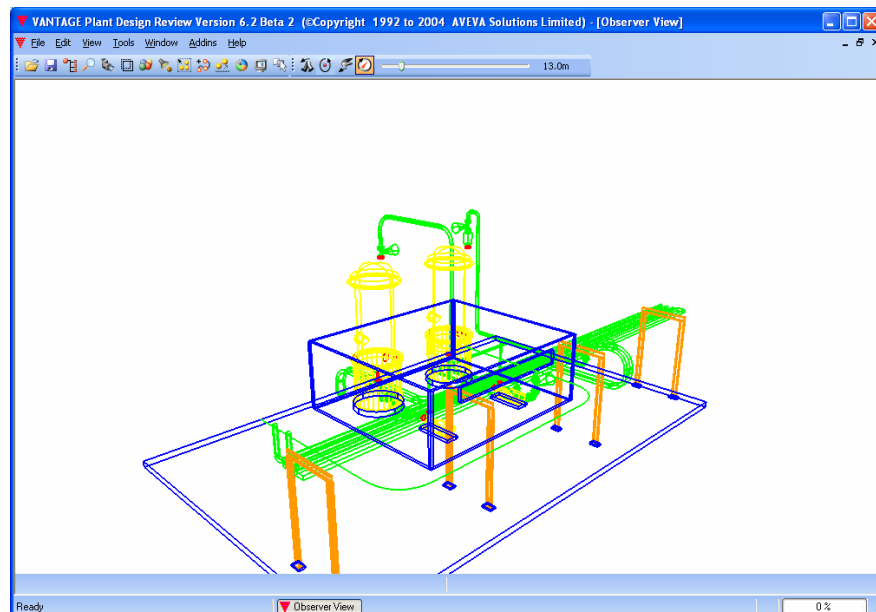 VANTAGE Plant Design Review Version 6.2 Beta 2 (©Copyright 1992 to 2004 AVEVA Solutions Limited) - [Observer View]
File Edit View Tools Window Addins Help
13.0m
Ready Observer View 0 %